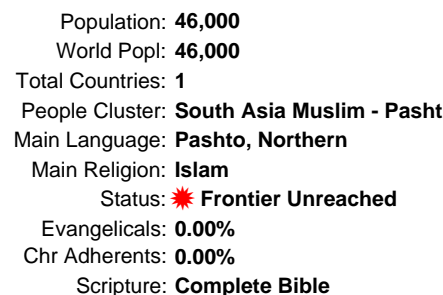 Population: 46,000
World Popl: 46,000
Total Countries: 1
People Cluster: South Asia Muslim - Pasht
Main Language: Pashto, Northern
Main Religion: Islam
Status: Frontier Unreached
Evangelicals: 0.00%
Chr Adherents: 0.00%
Scripture: Complete Bible